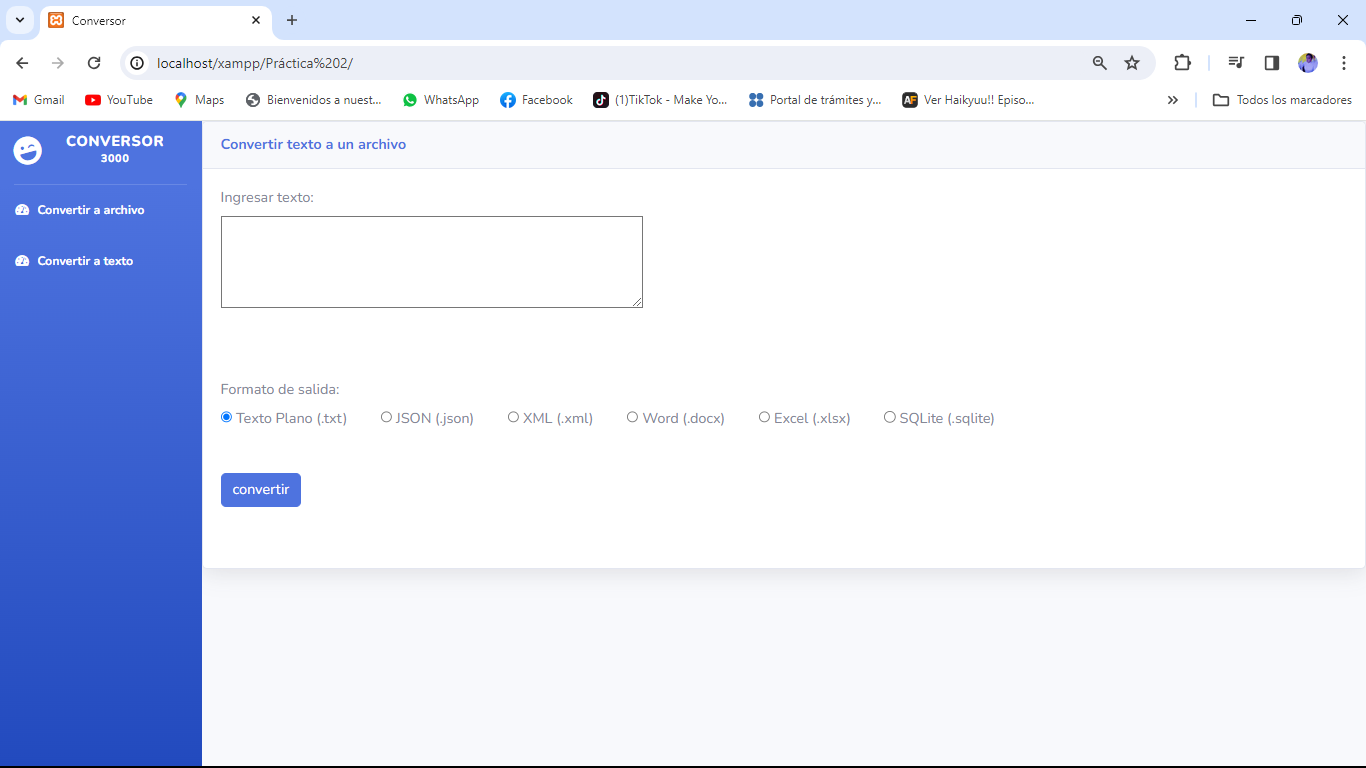 Conversor
localhost/xampp/Práctica%202/
Gmail YouTube Maps Bienvenidos a nuest... WhatsApp Facebook (1)TikTok - Make Yo... Portal de trámites y... AF Ver Haikyuu!! Episo... Todos los marcadores
CONVERSOR
3000
Convertir a archivo
Convertir a texto
Convertir texto a un archivo
Ingresar texto:
Formato de salida:
Texto Plano (.txt) JSON (.json) XML (.xml) Word (.docx) Excel (.xlsx) SQLite (.sqlite)
convertir